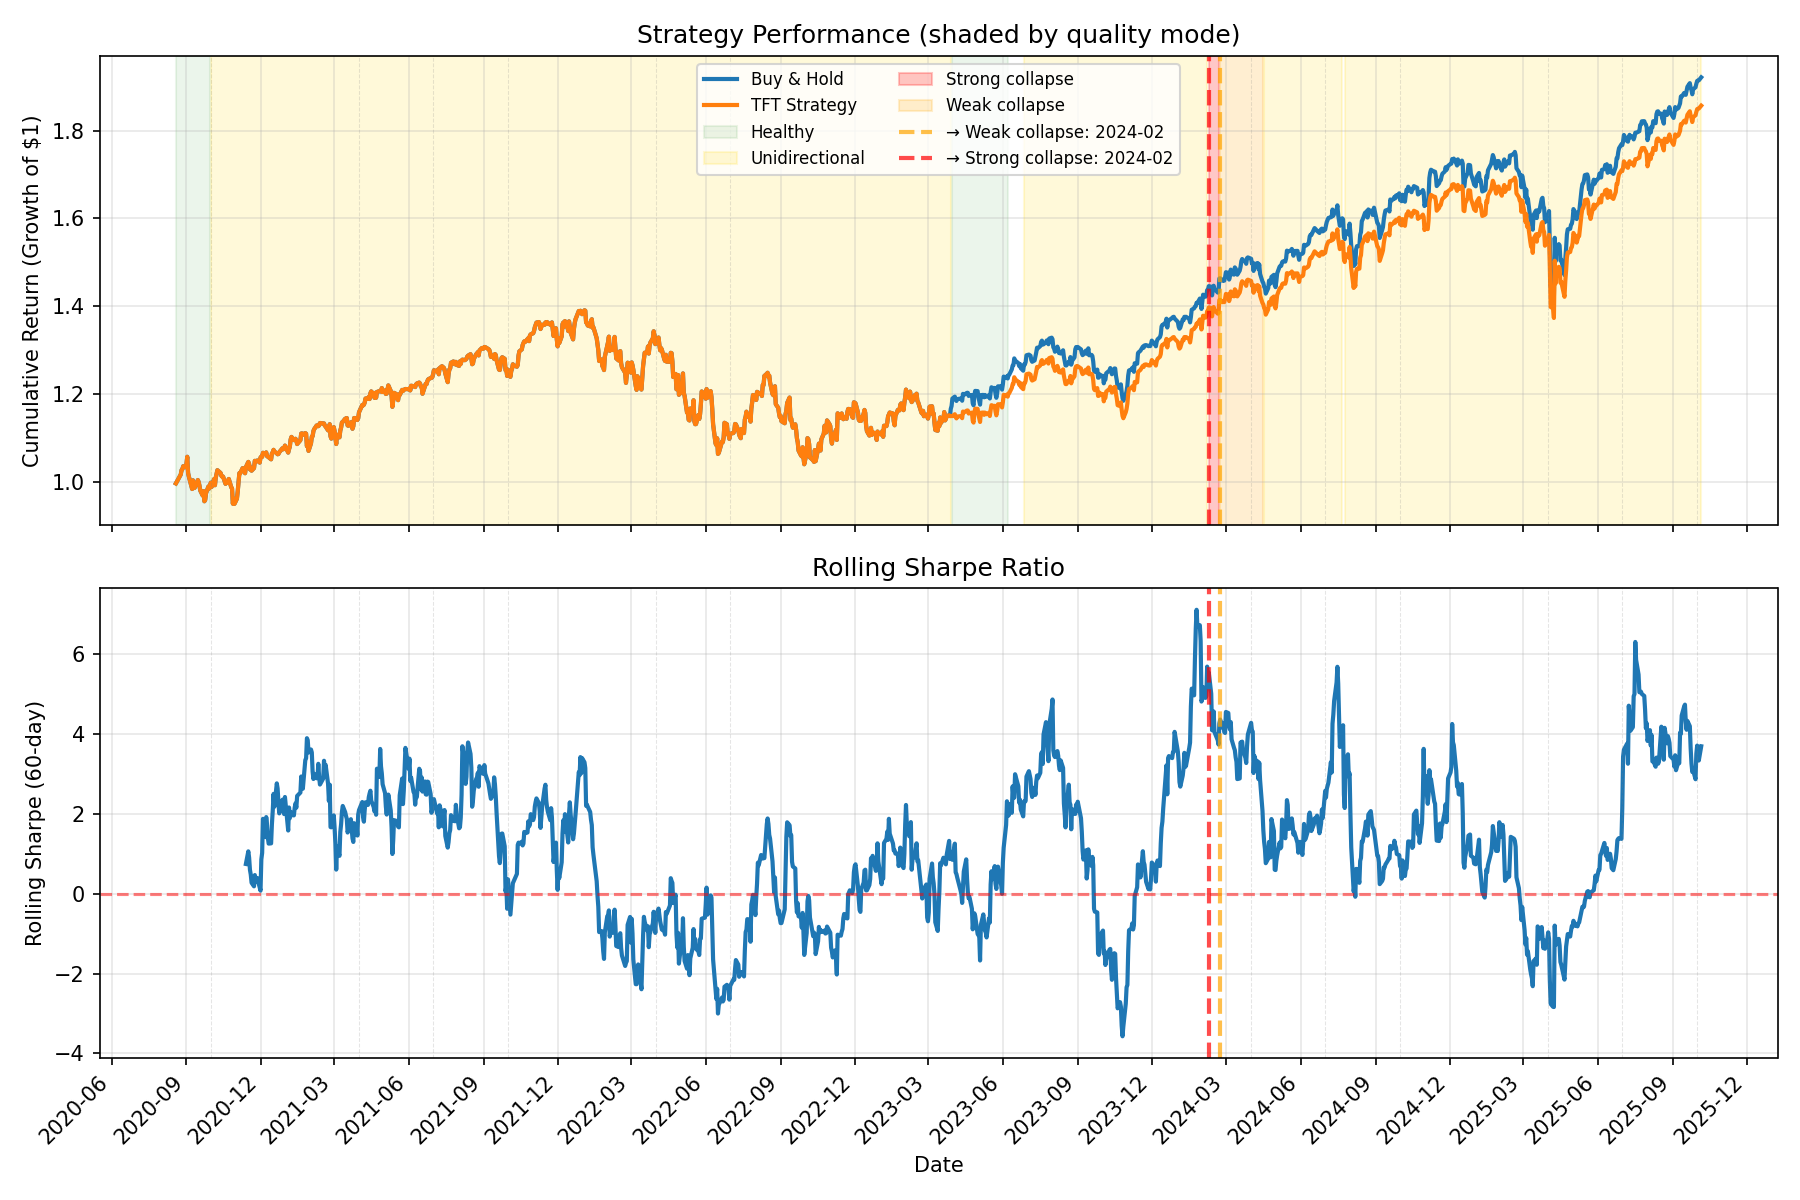 Strategy Performance (shaded by quality mode)
Cumulative Return (Growth of $1)
1.8
1.6
1.4
1.2
1.0
Buy & Hold
TFT Strategy
Healthy
Unidirectional
Strong collapse
Weak collapse
→ Weak collapse: 2024-02
→ Strong collapse: 2024-02
Rolling Sharpe Ratio
Rolling Sharpe (60-day)
6
4
2
0
−2
−4
2020-06
2020-09
2020-12
2021-03
2021-06
2021-09
2021-12
2022-03
2022-06
2022-09
2022-12
2023-03
2023-06
2023-09
2023-12
2024-03
2024-06
2024-09
2024-12
2025-03
2025-06
2025-09
2025-12
Date